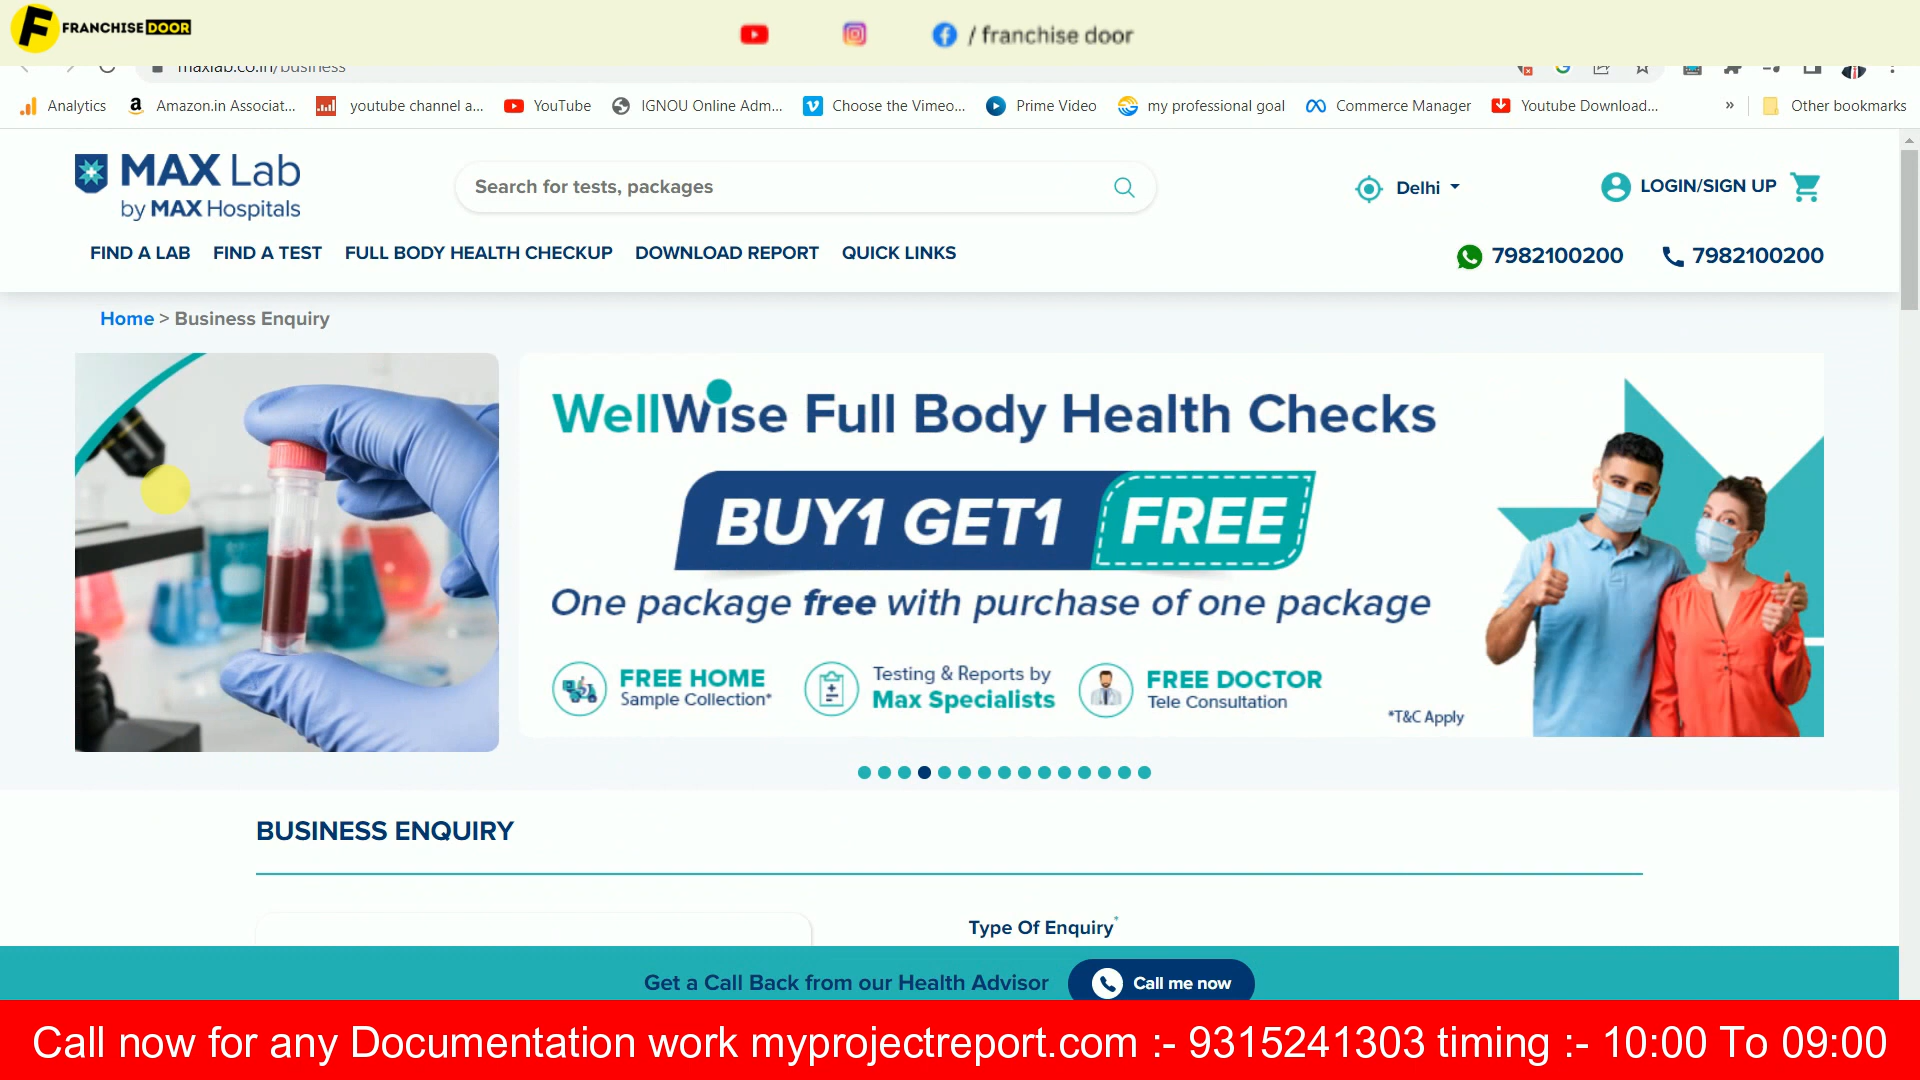 FRANCHISE DOOR
/ franchise door
maxlab.co.in/business
Analytics
Amazon.in Associat...
youtube channel a...
YouTube
IGNOU Online Adm...
Choose the Vimeo...
Prime Video
my professional goal
Commerce Manager
Youtube Download...
»
Other bookmarks
MAX Lab
by MAX Hospitals
Search for tests, packages
Delhi
LOGIN/SIGN UP
FIND A LAB
FIND A TEST
FULL BODY HEALTH CHECKUP
DOWNLOAD REPORT
QUICK LINKS
7982100200
7982100200
Home > Business Enquiry
WellWise Full Body Health Checks
BUY1 GET1 FREE
One package free with purchase of one package
FREE HOME
Sample Collection*
Testing & Reports by
Max Specialists
FREE DOCTOR
Tele Consultation
*T&C Apply
BUSINESS ENQUIRY
Type Of Enquiry*
Get a Call Back from our Health Advisor
Call me now
Call now for any Documentation work myprojectreport.com :- 9315241303 timing :- 10:00 To 09:00